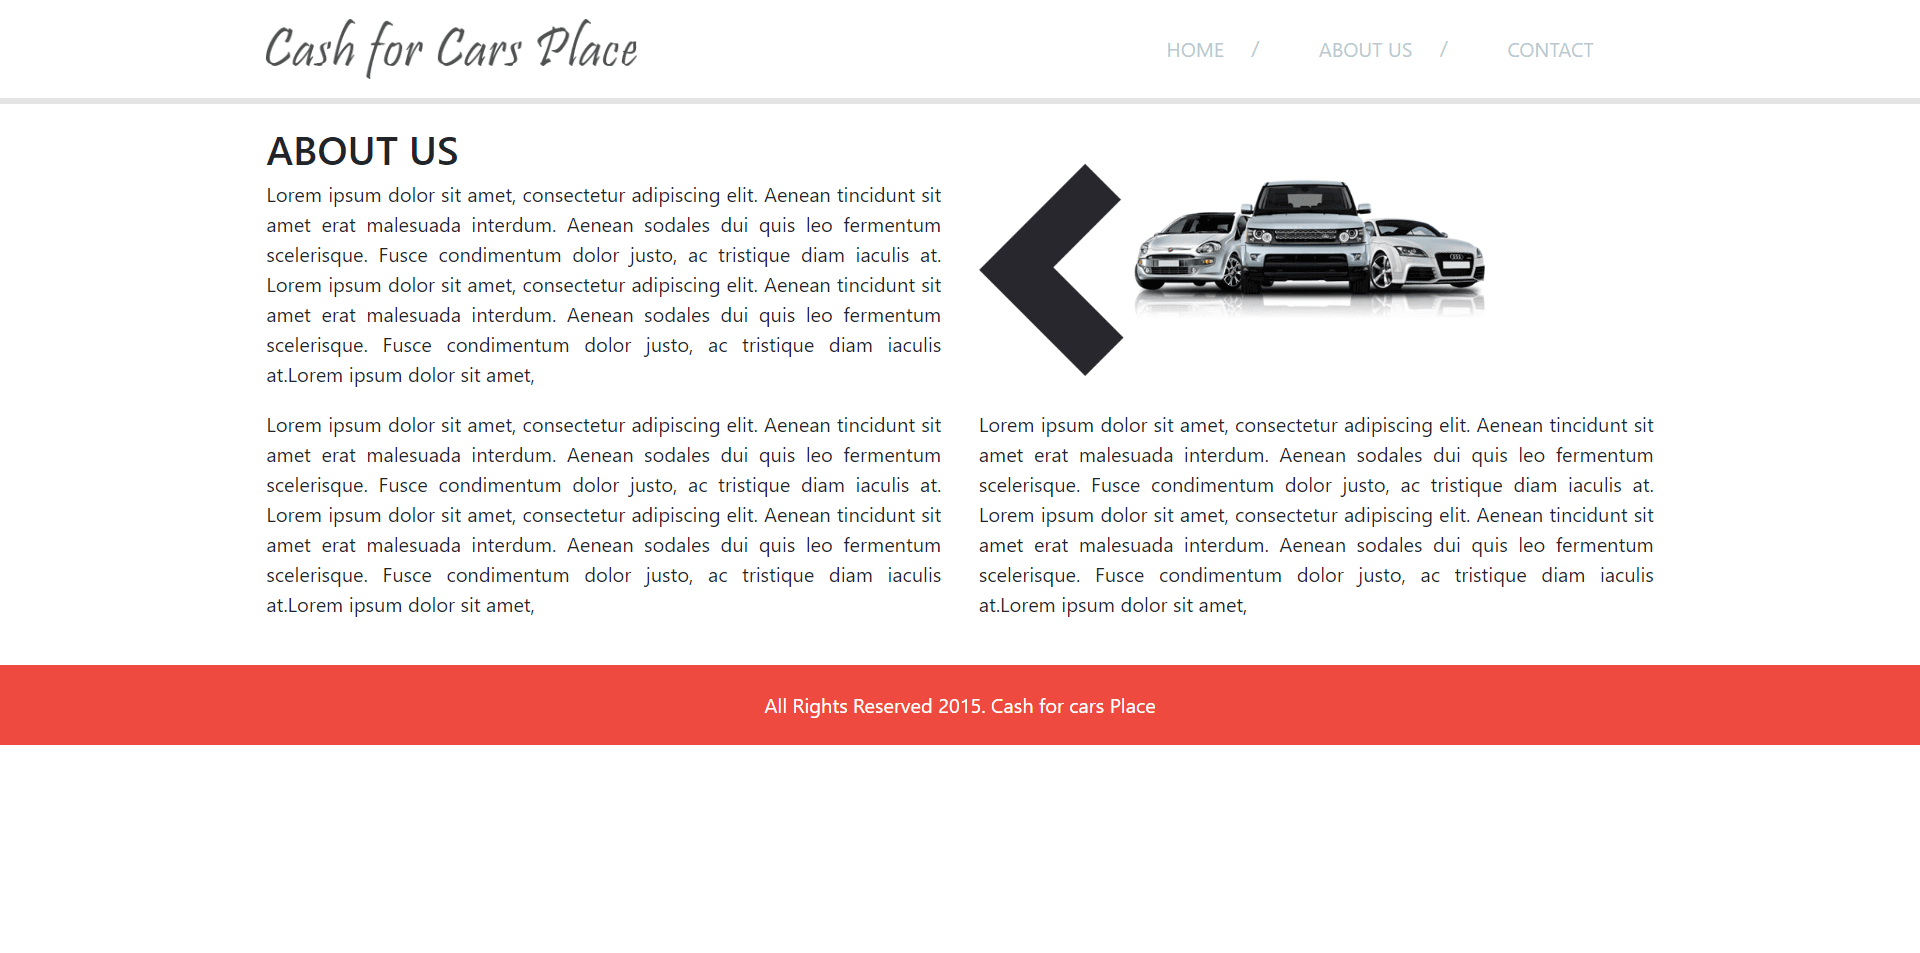 Cash for Cars Place
HOME / ABOUT US / CONTACT
ABOUT US
Lorem ipsum dolor sit amet, consectetur adipiscing elit. Aenean tincidunt sit
amet erat malesuada interdum. Aenean sodales dui quis leo fermentum
scelerisque. Fusce condimentum dolor justo, ac tristique diam iaculis at.
Lorem ipsum dolor sit amet, consectetur adipiscing elit. Aenean tincidunt sit
amet erat malesuada interdum. Aenean sodales dui quis leo fermentum
scelerisque. Fusce condimentum dolor justo, ac tristique diam iaculis
at.Lorem ipsum dolor sit amet,
Lorem ipsum dolor sit amet, consectetur adipiscing elit. Aenean tincidunt sit
amet erat malesuada interdum. Aenean sodales dui quis leo fermentum
scelerisque. Fusce condimentum dolor justo, ac tristique diam iaculis at.
Lorem ipsum dolor sit amet, consectetur adipiscing elit. Aenean tincidunt sit
amet erat malesuada interdum. Aenean sodales dui quis leo fermentum
scelerisque. Fusce condimentum dolor justo, ac tristique diam iaculis
at.Lorem ipsum dolor sit amet,
Lorem ipsum dolor sit amet, consectetur adipiscing elit. Aenean tincidunt sit
amet erat malesuada interdum. Aenean sodales dui quis leo fermentum
scelerisque. Fusce condimentum dolor justo, ac tristique diam iaculis at.
Lorem ipsum dolor sit amet, consectetur adipiscing elit. Aenean tincidunt sit
amet erat malesuada interdum. Aenean sodales dui quis leo fermentum
scelerisque. Fusce condimentum dolor justo, ac tristique diam iaculis
at.Lorem ipsum dolor sit amet,
All Rights Reserved 2015. Cash for cars Place